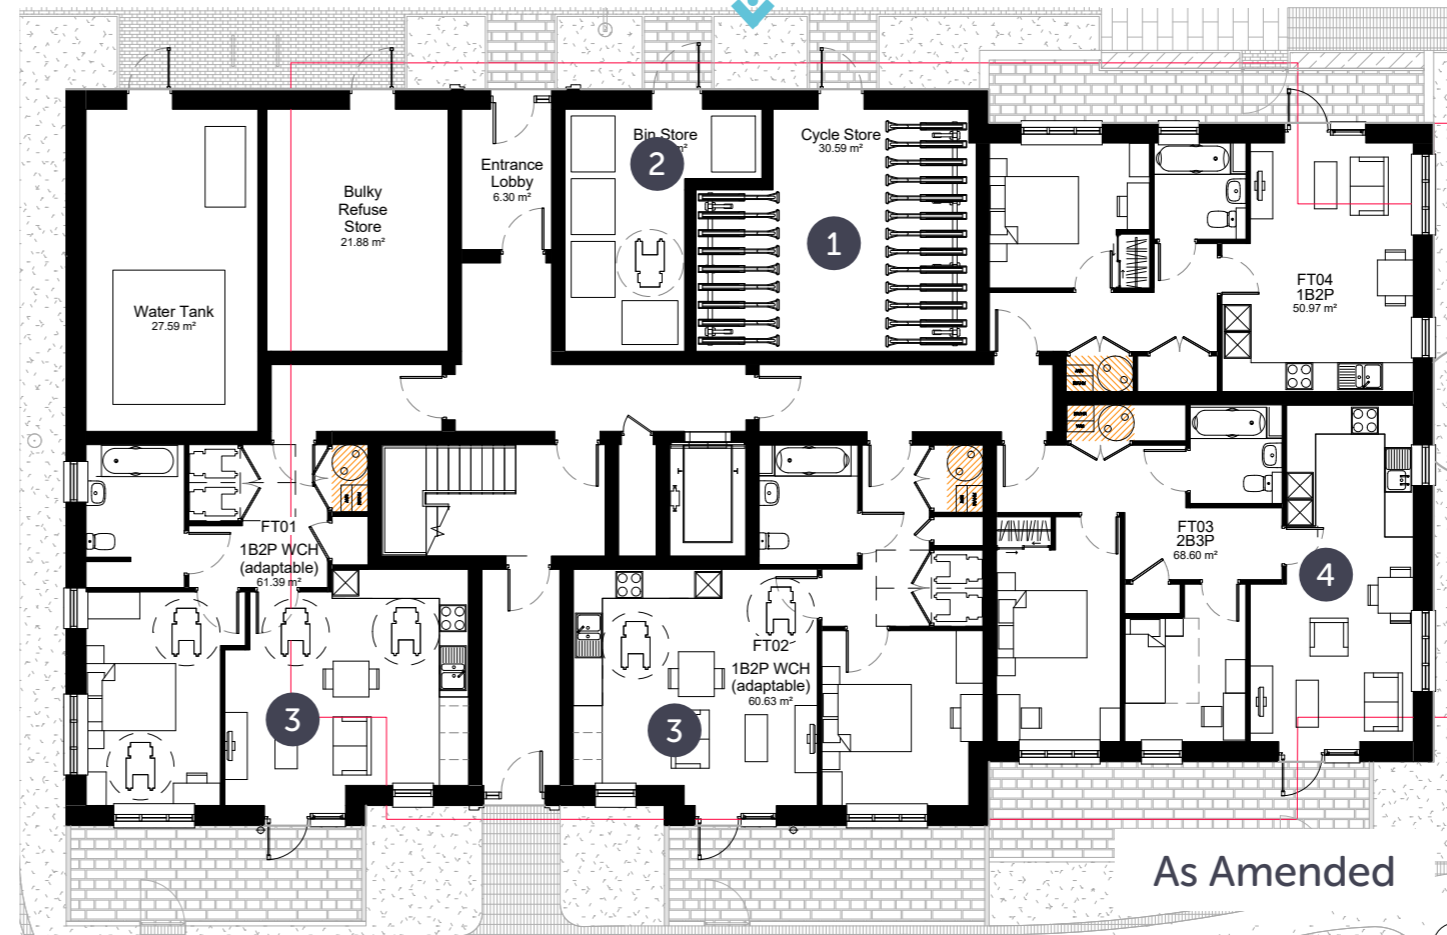 Bin Store
m²
2
Cycle Store
30.59 m²
Entrance
Lobby
6.30 m²
Bulky
Refuse
Store
21.88 m²
1
Water Tank
27.59 m²
FT04
1B2P
50.97 m²
FT01
1B2P WCH
(adaptable)
61.39 m²
FT03
2B3P
68.60 m²
4
FT02
1B2P WCH
(adaptable)
60.63 m²
3
3
As Amended